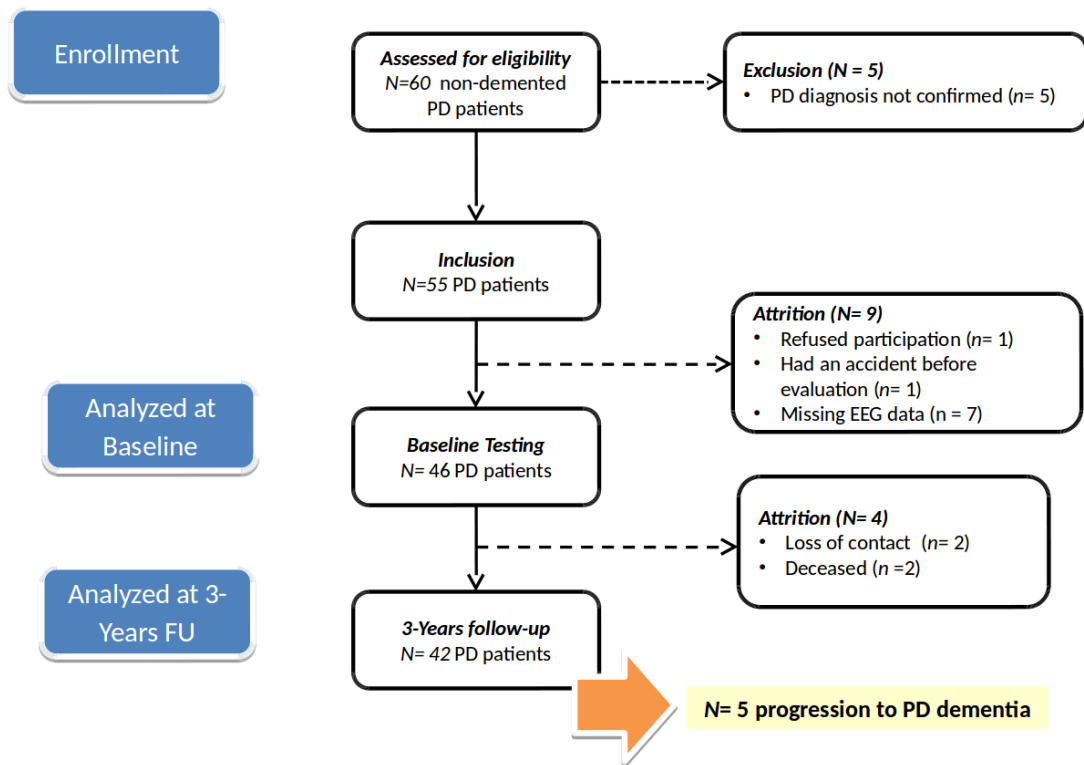 Enrollment
Assessed for eligibility
N=60 non-demented
PD patients
Exclusion (N = 5)
• PD diagnosis not confirmed (n= 5)
Inclusion
N=55 PD patients
Attrition (N= 9)
• Refused participation (n= 1)
• Had an accident before
evaluation (n= 1)
• Missing EEG data (n = 7)
Analyzed at
Baseline
Baseline Testing
N= 46 PD patients
Attrition (N= 4)
• Loss of contact (n= 2)
• Deceased (n =2)
Analyzed at 3-
Years FU
3-Years follow-up
N= 42 PD patients
N= 5 progression to PD dementia